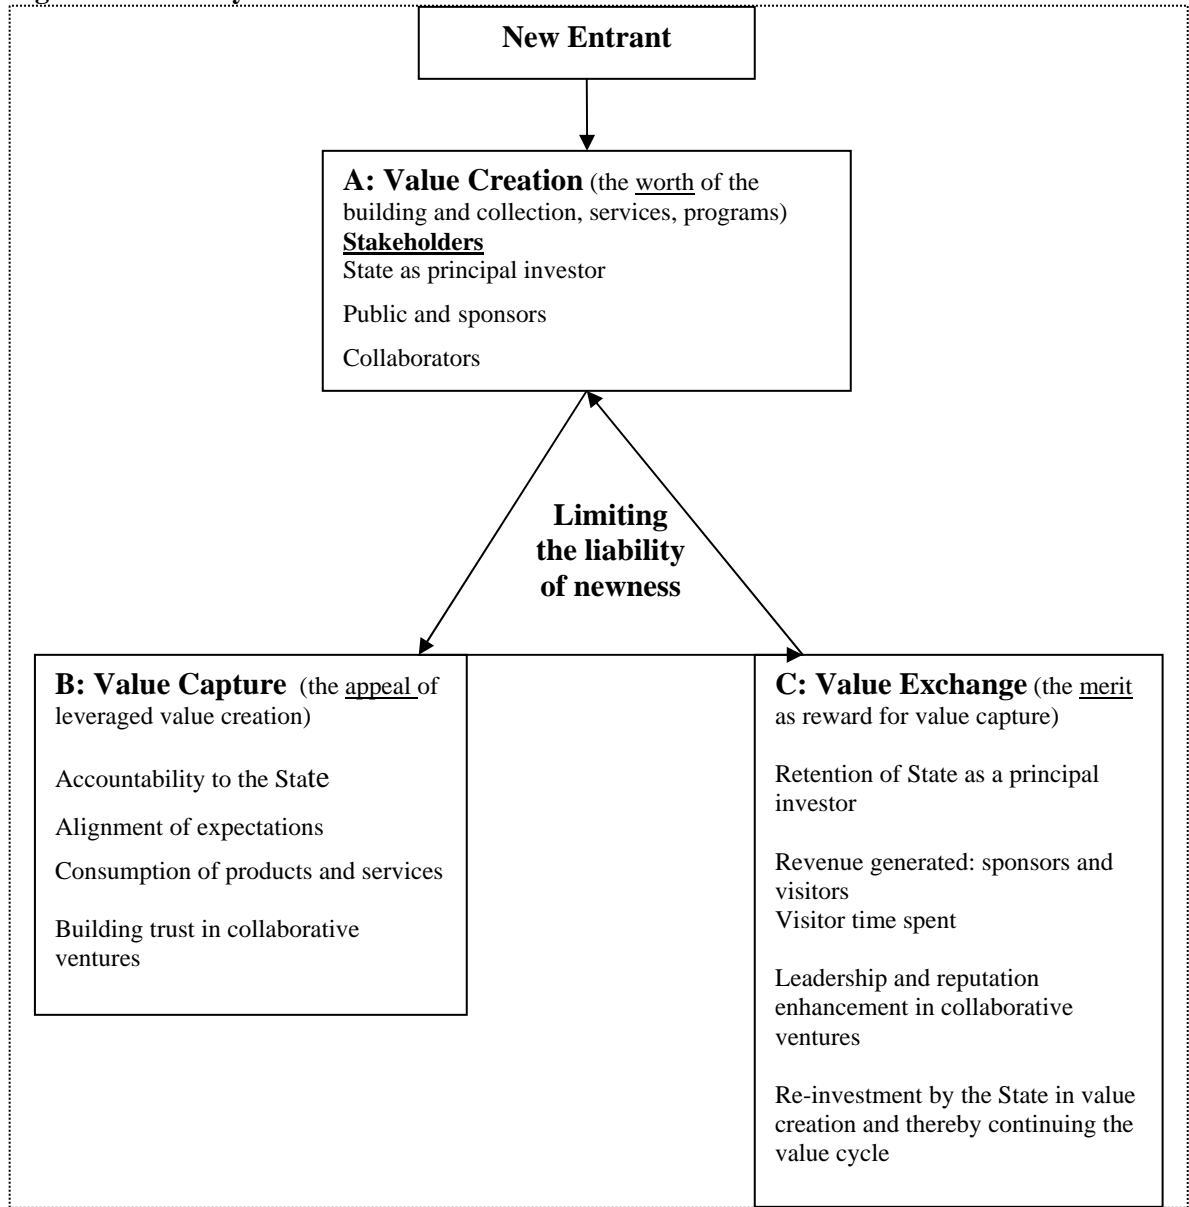 New Entrant
A: Value Creation (the worth of the
building and collection, services, programs)
Stakeholders
State as principal investor
Public and sponsors
Collaborators
Limiting
the liability
of newness
B: Value Capture (the appeal of
leveraged value creation)
Accountability to the State
Alignment of expectations
Consumption of products and services
Building trust in collaborative
ventures
C: Value Exchange (the merit
as reward for value capture)
Retention of State as a principal
investor
Revenue generated: sponsors and
visitors
Visitor time spent
Leadership and reputation
enhancement in collaborative
ventures
Re-investment by the State in value
creation and thereby continuing the
value cycle